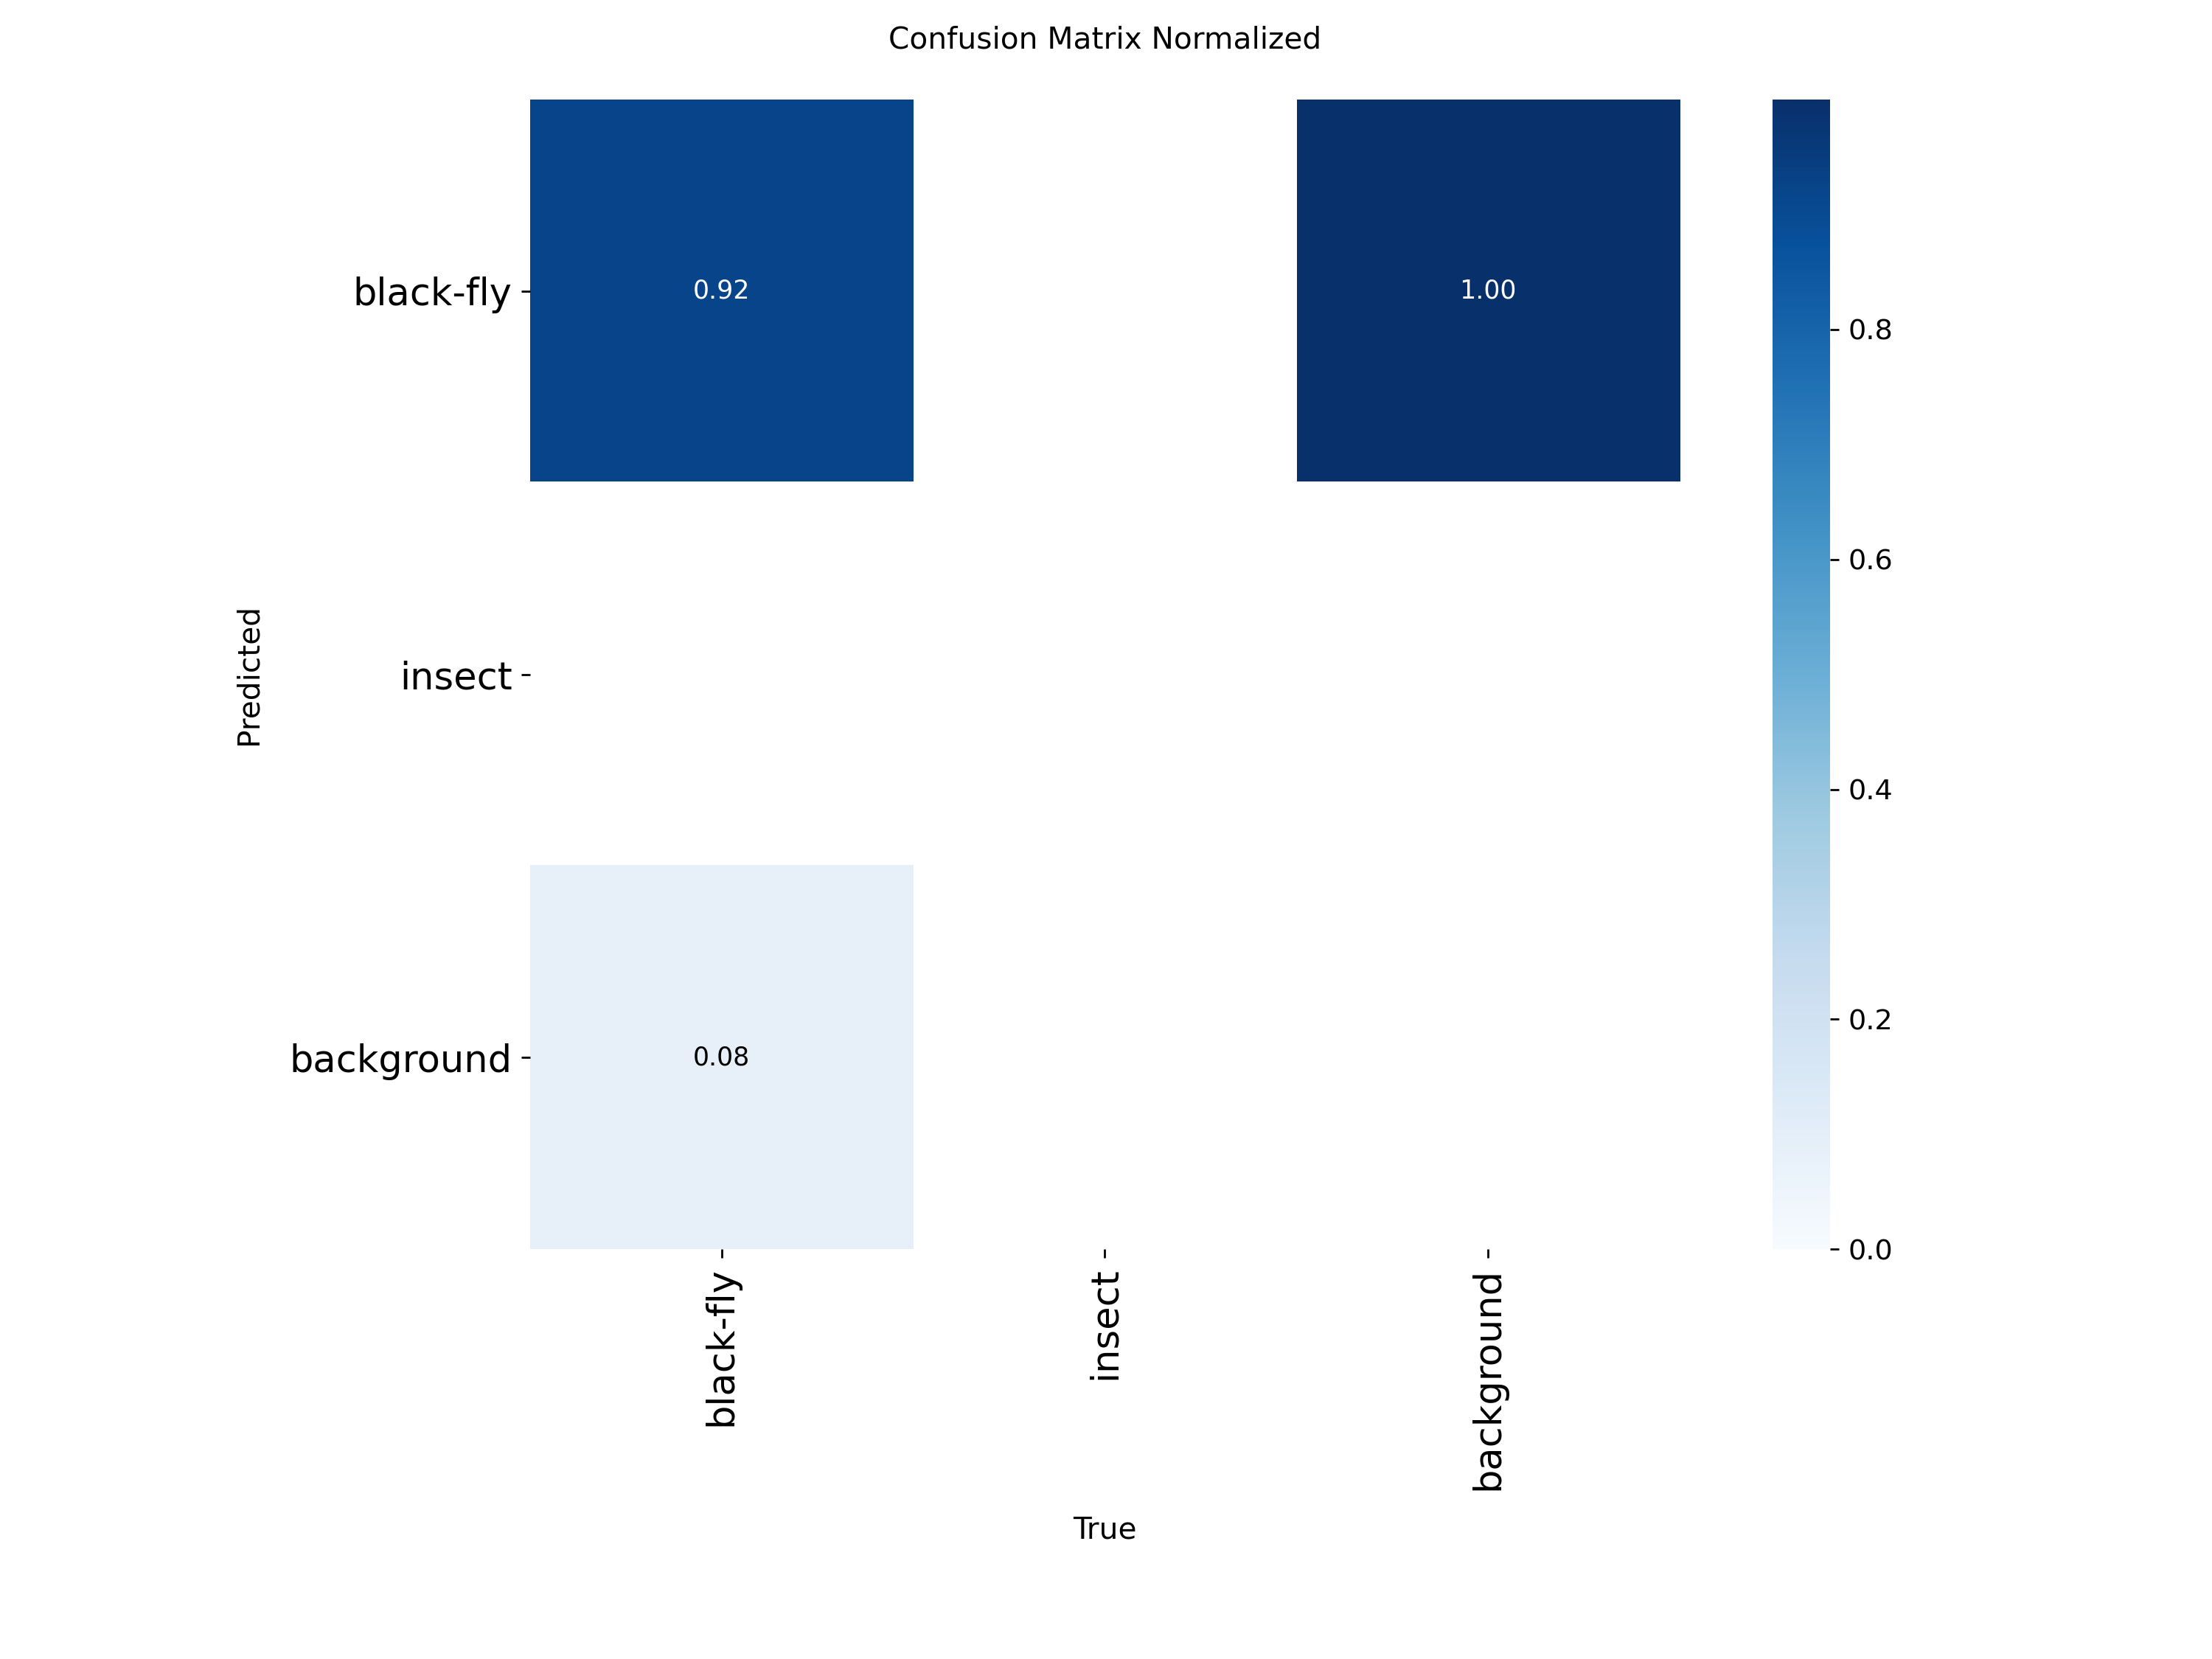 Confusion Matrix Normalized
black-fly
0.92
1.00
0.8
0.6
insect
Predicted
0.4
background
0.08
0.2
0.0
black-fly
insect
background
True